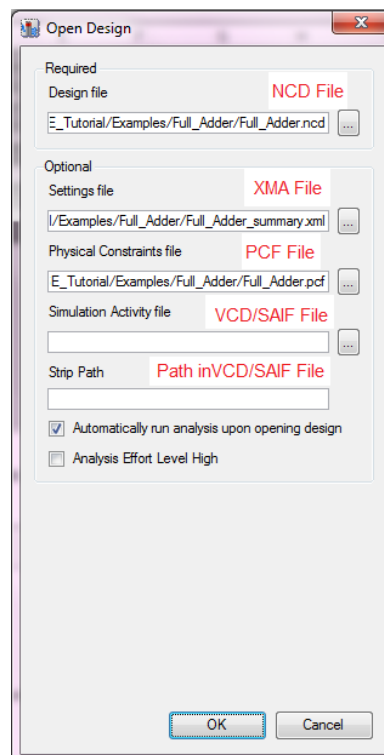 Open Design
Required
Design file
NCD File
E_Tutorial/Examples/Full_Adder/Full_Adder.ncd
...
Optional
Settings file
XMA File
l/Examples/Full_Adder/Full_Adder_summary.xml
...
Physical Constraints file
PCF File
E_Tutorial/Examples/Full_Adder/Full_Adder.pcf
...
Simulation Activity file
VCD/SAIF File
...
Strip Path
Path inVCD/SAIF File
Automatically run analysis upon opening design
Analysis Effort Level High
OK
Cancel